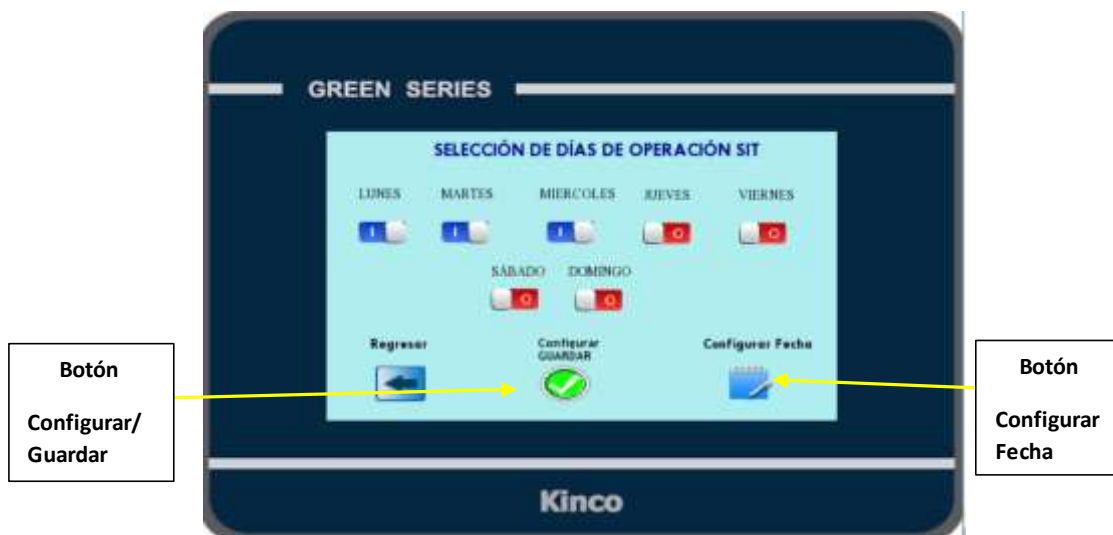 GREEN SERIES
SELECCIÓN DE DÍAS DE OPERACIÓN SIT
LUNES MARTES MIERCOLES JUEVES VIERNES
I I I O O
SÁBADO DOMINGO
O O
Regresar Configurar Configurar Fecha
GUARDAR
Botón
Configurar/
Guardar
Botón
Configurar
Fecha
Kinco